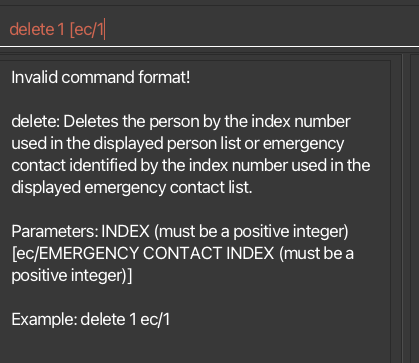 delete 1 [ec/1
Invalid command format!
delete: Deletes the person by the index number
used in the displayed person list or emergency
contact identified by the index number used in the
displayed emergency contact list.
Parameters: INDEX (must be a positive integer)
[ec/EMERGENCY CONTACT INDEX (must be a
positive integer)]
Example: delete 1 ec/1